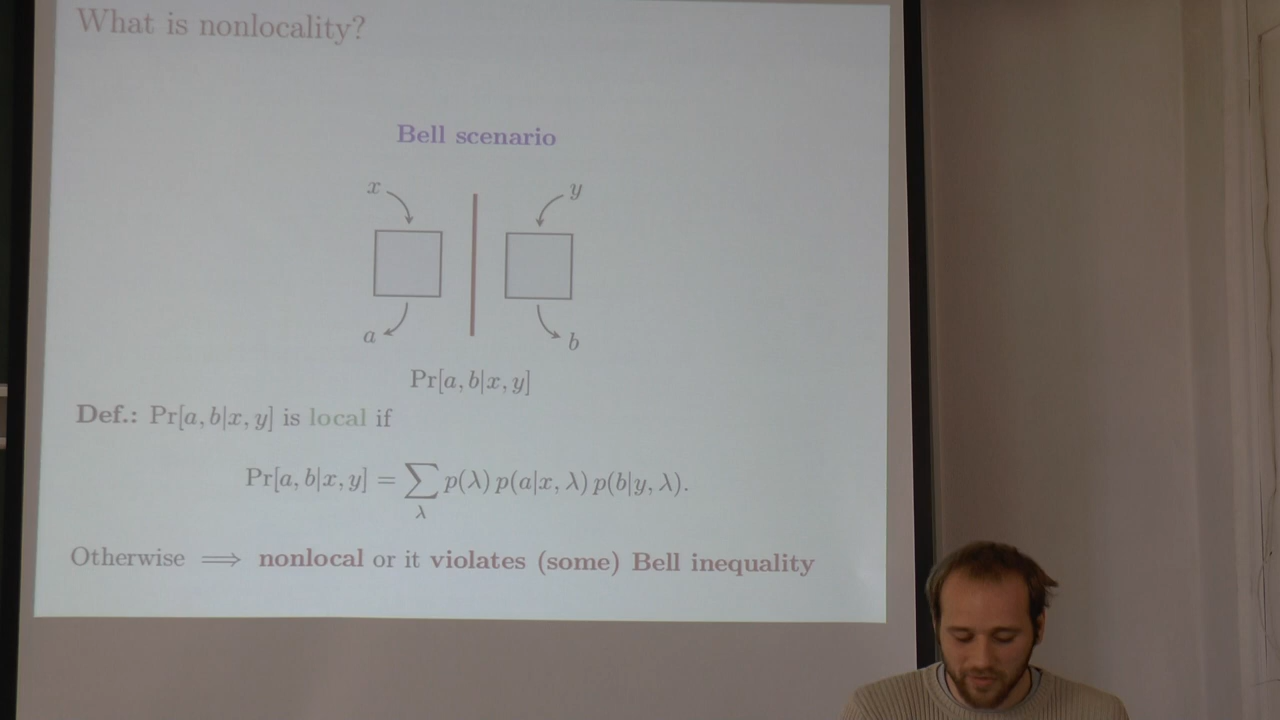 What is nonlocality?
Bell scenario
x y
a b
Pr[a, b|x, y]
Def.: Pr[a, b|x, y] is local if
Pr[a, b|x, y] = ∑_λ p(λ) p(a|x, λ) p(b|y, λ).
Otherwise ⟹ nonlocal or it violates (some) Bell inequality